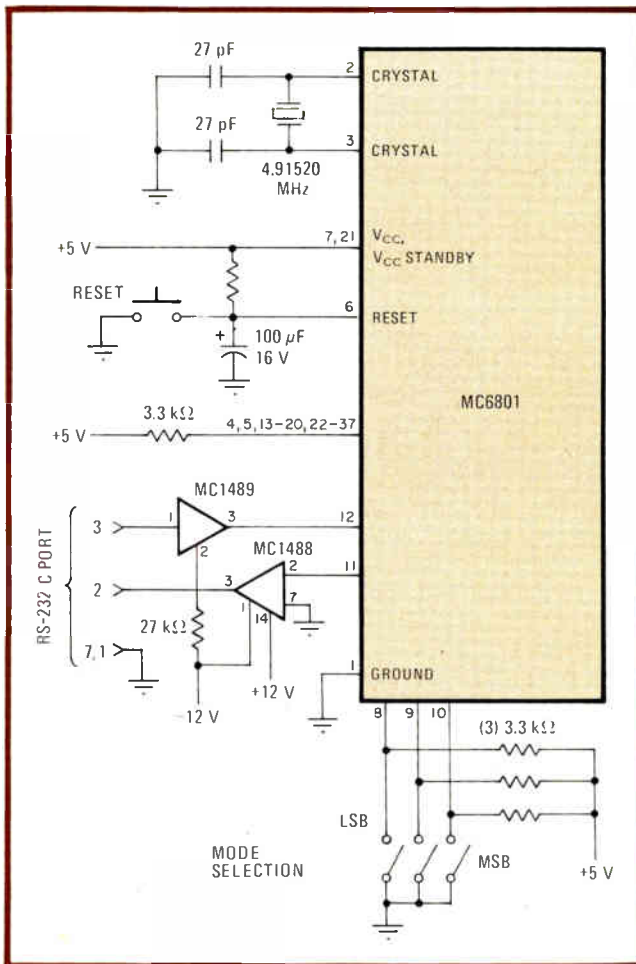 27 pF
2
CRYSTAL
27 pF
3
CRYSTAL
4.91520
MHz
+5 V
7, 21
VCC,
VCC STANDBY
RESET
6
RESET
+
100 µF
16 V
MC6801
3.3 kΩ
+5 V
4, 5, 13–20, 22–37
MC1489
3
1
3
12
2
MC1488
RS-232 C PORT
2
3
2
11
1
14
7
27 kΩ
7, 1
+12 V
-12 V
1
GROUND
8
9
10
(3) 3.3 kΩ
LSB
MSB
MODE
SELECTION
+5 V